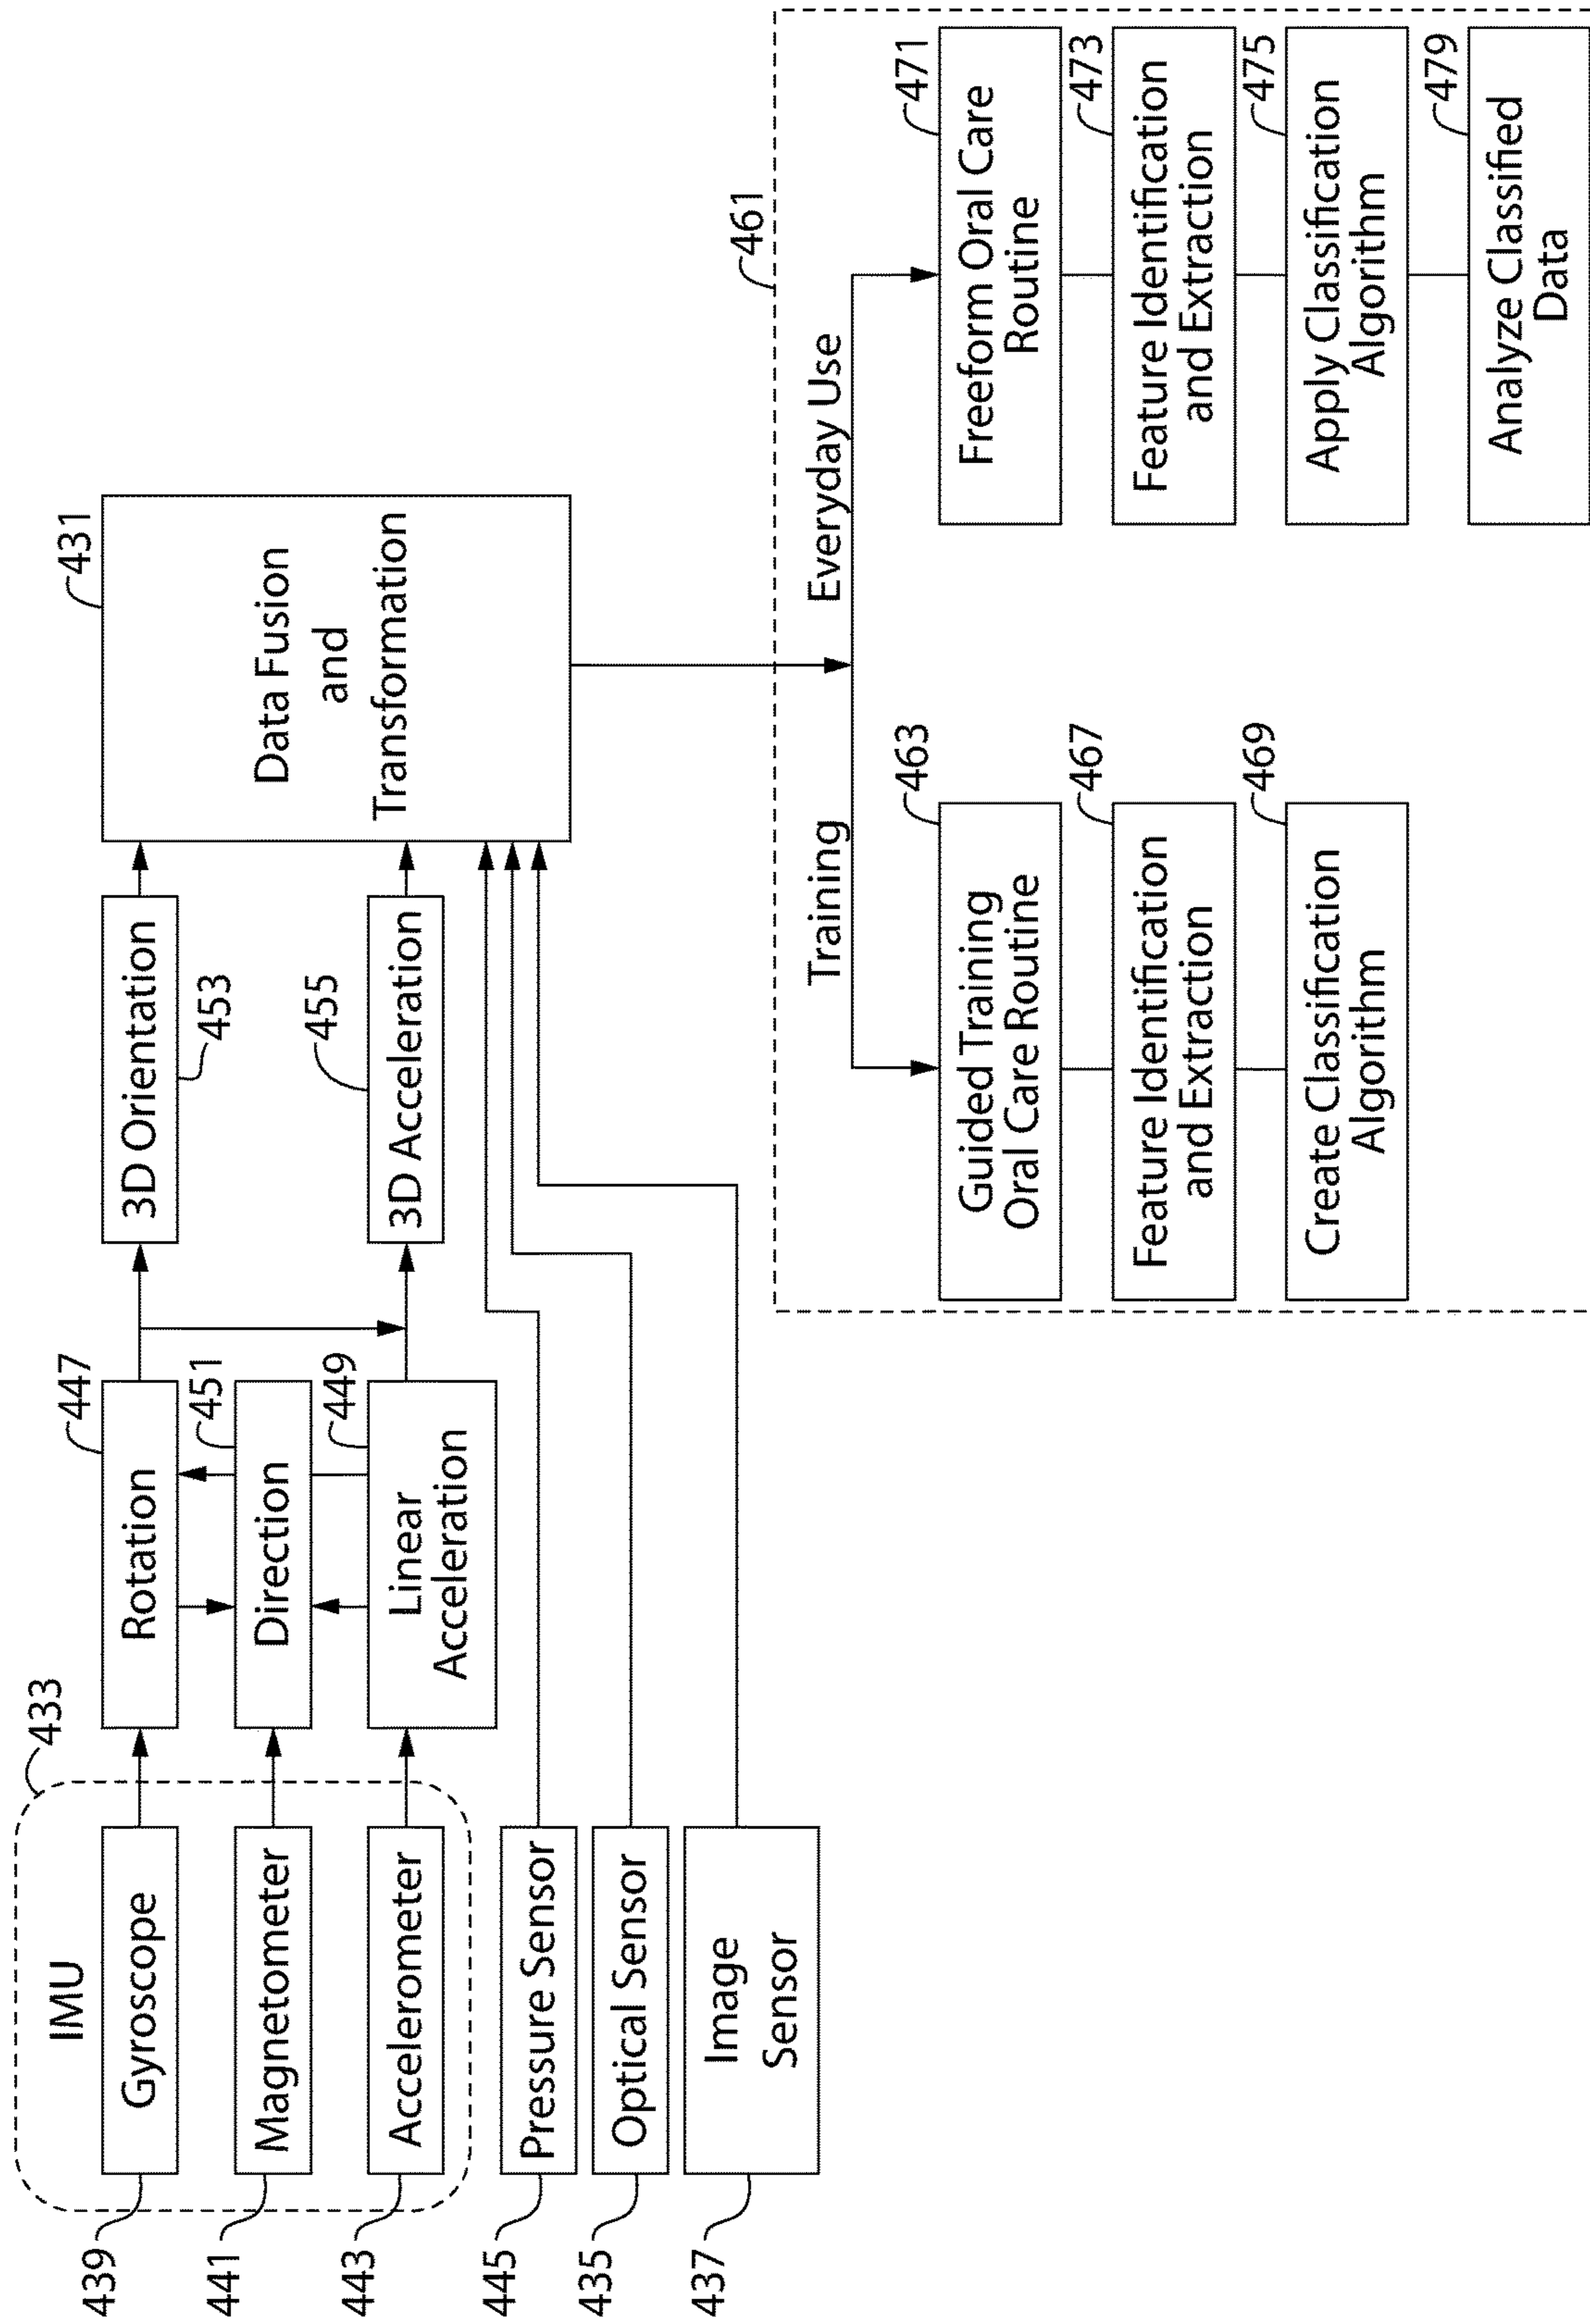 433
IMU
439
Gyroscope
441
Magnetometer
443
Accelerometer
445
Pressure Sensor
435
Optical Sensor
437
Image
Sensor
447
Rotation
451
Direction
449
Linear
Acceleration
3D Orientation
453
455
3D Acceleration
431
Data Fusion
and
Transformation
461
Training
Everyday Use
463
Guided Training
Oral Care Routine
467
Feature Identification
and Extraction
469
Create Classification
Algorithm
471
Freeform Oral Care
Routine
473
Feature Identification
and Extraction
475
Apply Classification
Algorithm
479
Analyze Classified
Data